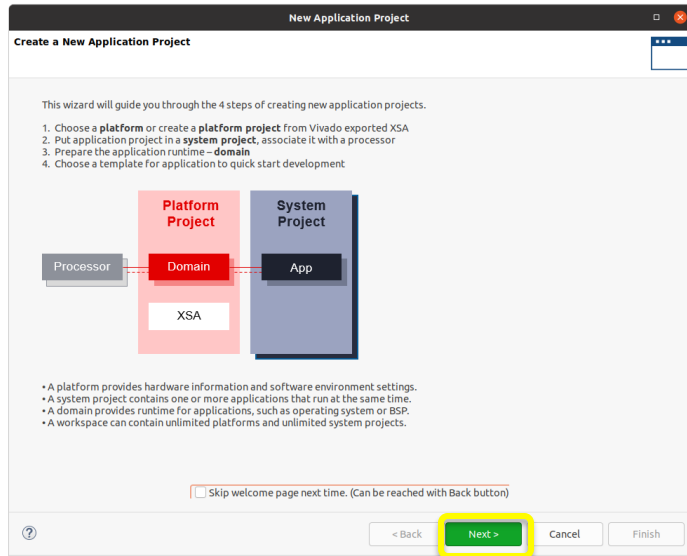 New Application Project
Create a New Application Project
This wizard will guide you through the 4 steps of creating new application projects.
1. Choose a platform or create a platform project from Vivado exported XSA
2. Put application project in a system project, associate it with a processor
3. Prepare the application runtime – domain
4. Choose a template for application to quick start development
Platform
Project
System
Project
Processor
Domain
App
XSA
• A platform provides hardware information and software environment settings.
• A system project contains one or more applications that run at the same time.
• A domain provides runtime for applications, such as operating system or BSP.
• A workspace can contain unlimited platforms and unlimited system projects.
Skip welcome page next time. (Can be reached with Back button)
?
< Back
Next >
Cancel
Finish